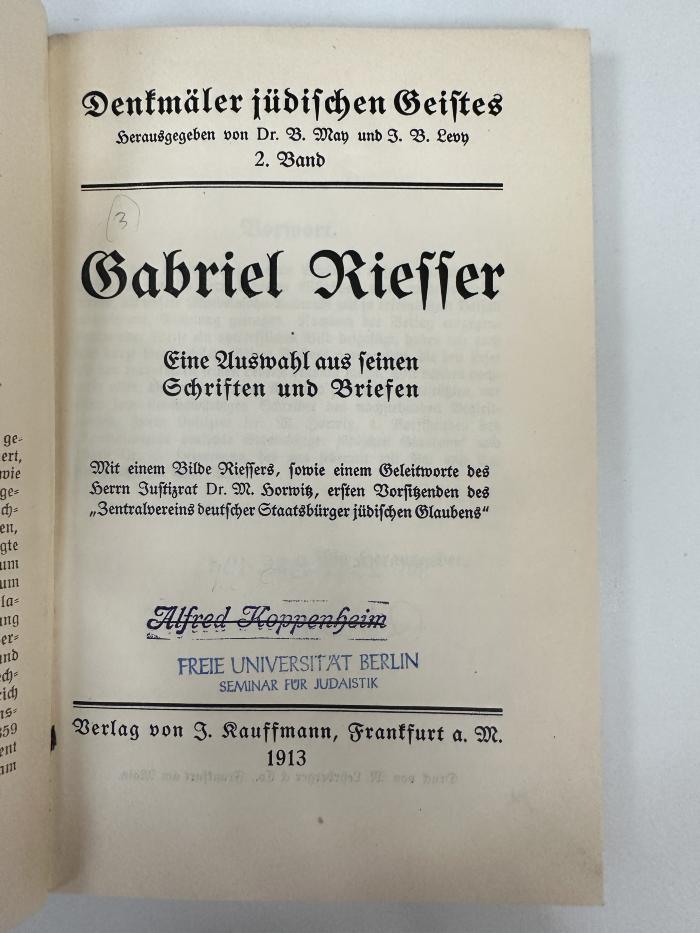 Denkmäler jüdischen Geistes
Herausgegeben von Dr. B. May und J. B. Levy
2. Band
3
Gabriel Riesser
Eine Auswahl aus seinen
Schriften und Briefen
Mit einem Bilde Riessers, sowie einem Geleitworte des
Herrn Justizrat Dr. M. Horwitz, ersten Vorsitzenden des
„Zentralvereins deutscher Staatsbürger jüdischen Glaubens“
Alfred Koppenheim
FREIE UNIVERSITÄT BERLIN
SEMINAR FÜR JUDAISTIK
Verlag von J. Kauffmann, Frankfurt a. M.
1913